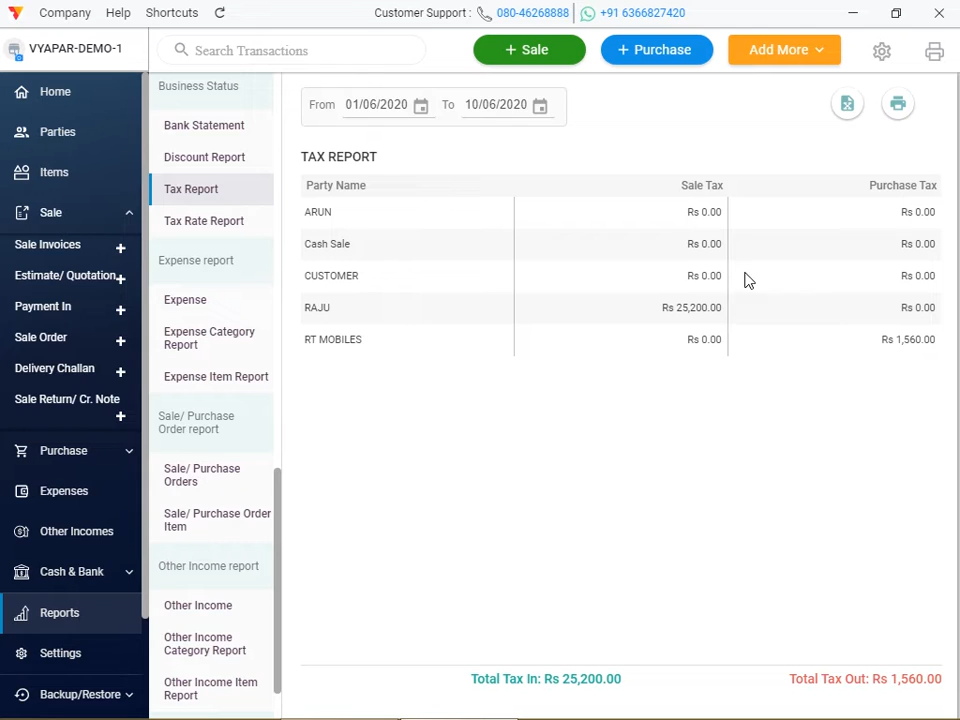 Company Help Shortcuts Customer Support : 080-46268888 +91 6366827420
VYAPAR-DEMO-1 Search Transactions + Sale + Purchase Add More
Home
Parties
Items
Sale
Sale Invoices +
Estimate/ Quotation +
Payment In +
Sale Order +
Delivery Challan +
Sale Return/ Cr. Note
+
Purchase
Expenses
Other Incomes
Cash & Bank
Reports
Settings
Backup/Restore
Business Status
Bank Statement
Discount Report
Tax Report
Tax Rate Report
Expense report
Expense
Expense Category
Report
Expense Item Report
Sale/ Purchase
Order report
Sale/ Purchase
Orders
Sale/ Purchase Order
Item
Other Income report
Other Income
Other Income
Category Report
Other Income Item
Report
From 01/06/2020 To 10/06/2020
TAX REPORT
Party Name Sale Tax Purchase Tax
ARUN Rs 0.00 Rs 0.00
Cash Sale Rs 0.00 Rs 0.00
CUSTOMER Rs 0.00 Rs 0.00
RAJU Rs 25,200.00 Rs 0.00
RT MOBILES Rs 0.00 Rs 1,560.00
Total Tax In: Rs 25,200.00 Total Tax Out: Rs 1,560.00